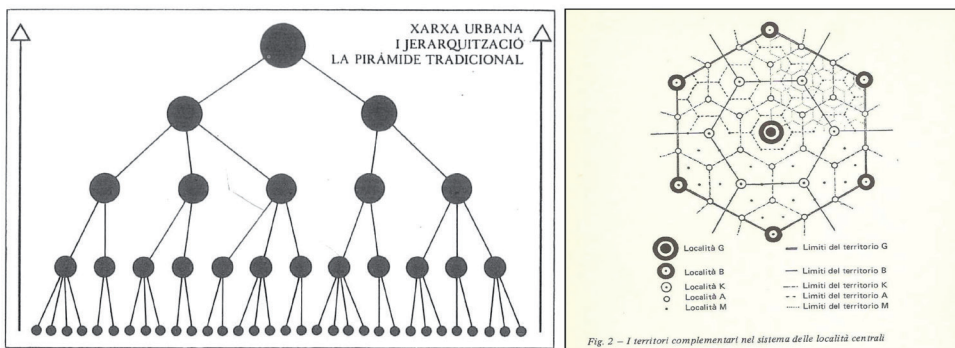 XARXA URBANA
I JERARQUITZACIÓ
LA PIRÀMIDE TRADICIONAL
Località G
Limiti del territorio G
Località B
Limiti del territorio B
Località K
Limiti del territorio K
Località A
Limiti del territorio A
Località M
Limiti del territorio M
Fig. 2 – I territori complementari nel sistema delle località centrali